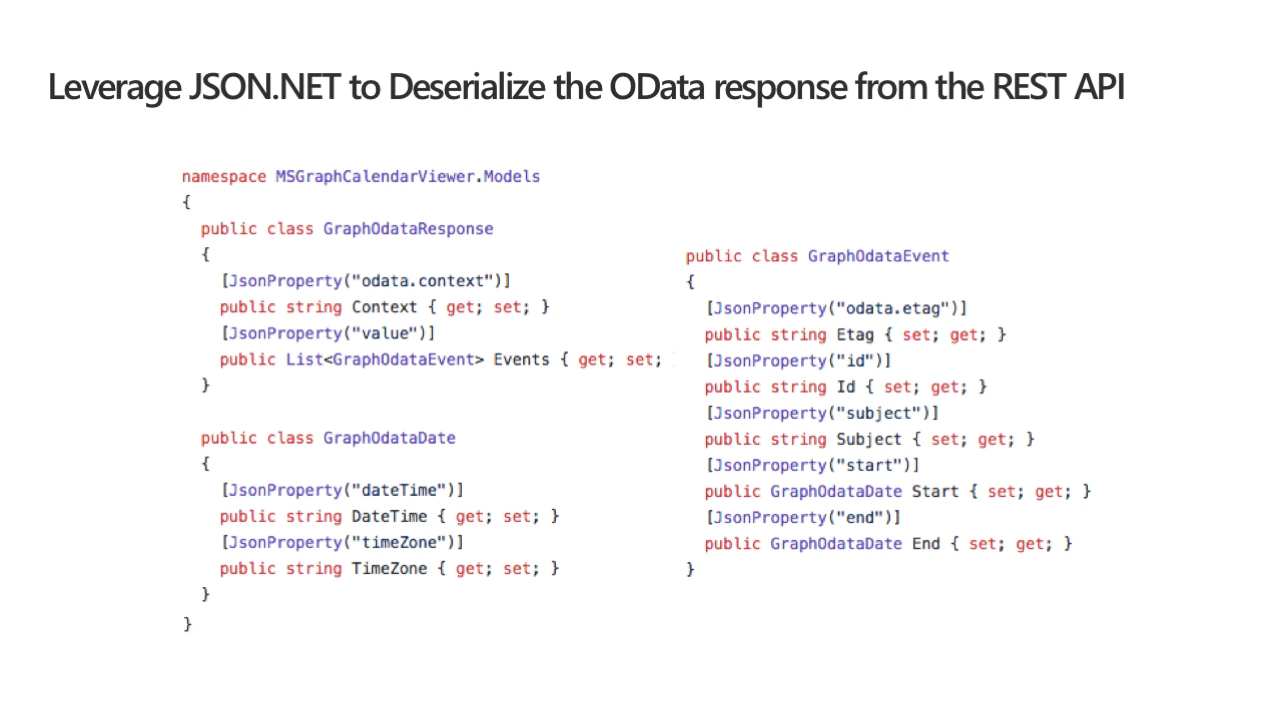 Leverage JSON.NET to Deserialize the OData response from the REST API
namespace MSGraphCalendarViewer.Models
{
public class GraphOdataResponse
{
[JsonProperty("odata.context")]
public string Context { get; set; }
[JsonProperty("value")]
public List<GraphOdataEvent> Events { get; set;
}
public class GraphOdataDate
{
[JsonProperty("dateTime")]
public string DateTime { get; set; }
[JsonProperty("timeZone")]
public string TimeZone { get; set; }
}
}
public class GraphOdataEvent
{
[JsonProperty("odata.etag")]
public string Etag { set; get; }
[JsonProperty("id")]
public string Id { set; get; }
[JsonProperty("subject")]
public string Subject { set; get; }
[JsonProperty("start")]
public GraphOdataDate Start { set; get; }
[JsonProperty("end")]
public GraphOdataDate End { set; get; }
}